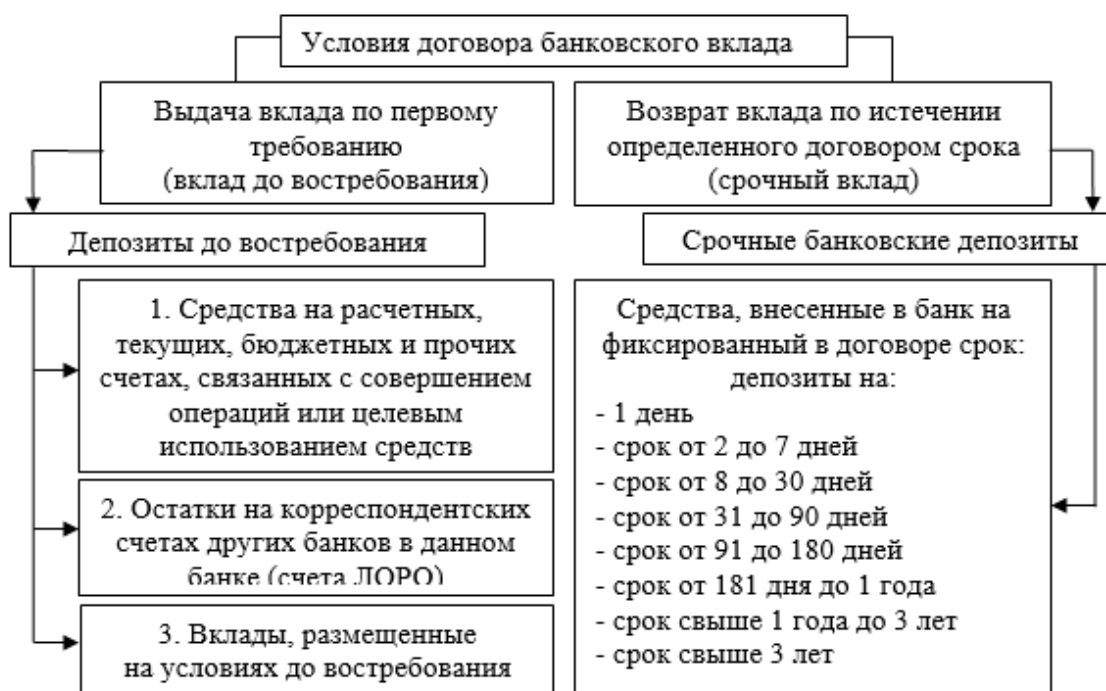 Условия договора банковского вклада
Выдача вклада по первому
требованию
(вклад до востребования)
Возврат вклада по истечении
определенного договором срока
(срочный вклад)
Депозиты до востребования
Срочные банковские депозиты
1. Средства на расчетных,
текущих, бюджетных и прочих
счетах, связанных с совершением
операций или целевым
использованием средств
2. Остатки на корреспондентских
счетах других банков в данном
банке (счета ЛОРО)
3. Вклады, размещенные
на условиях до востребования
Средства, внесенные в банк на
фиксированный в договоре срок:
депозиты на:
- 1 день
- срок от 2 до 7 дней
- срок от 8 до 30 дней
- срок от 31 до 90 дней
- срок от 91 до 180 дней
- срок от 181 дня до 1 года
- срок свыше 1 года до 3 лет
- срок свыше 3 лет